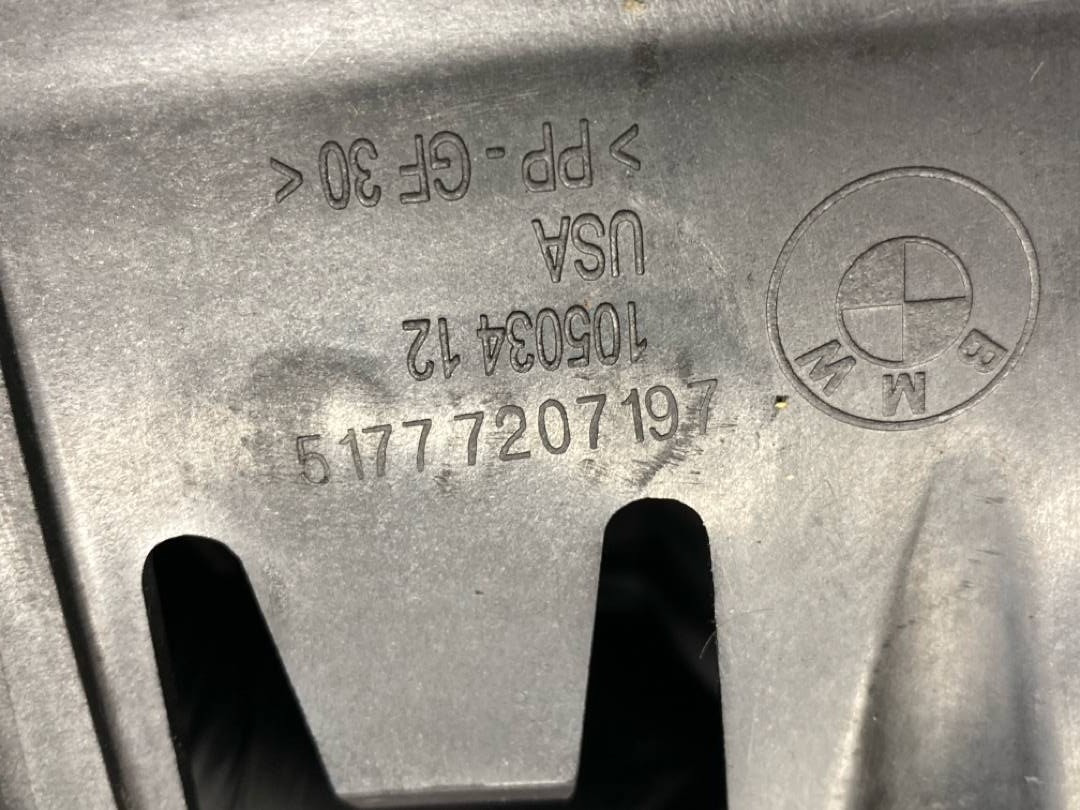 > PP - GF 30 <
USA
105034 12
5177 7207197
BMW